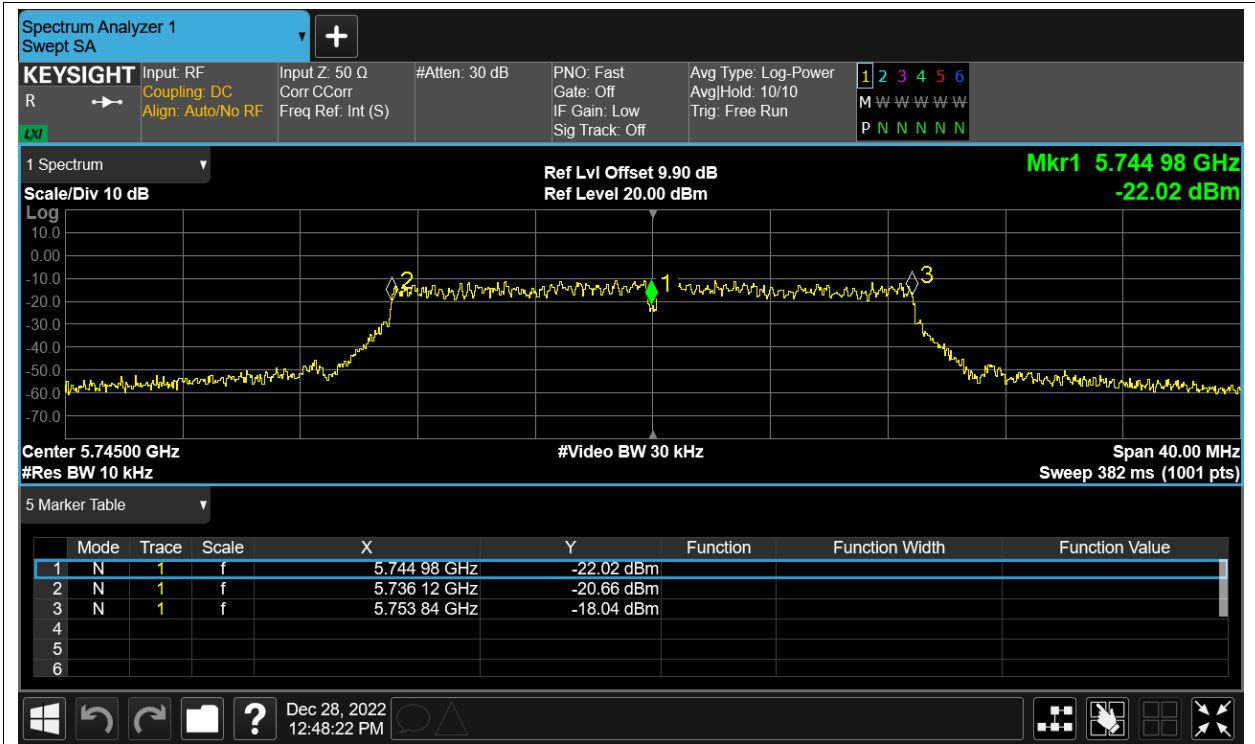 Spectrum Analyzer 1
Swept SA
KEYSIGHT
R
LXI
Input: RF
Coupling: DC
Align: Auto/No RF
Input Z: 50 Ω
Corr CCorr
Freq Ref: Int (S)
#Atten: 30 dB
PNO: Fast
Gate: Off
IF Gain: Low
Sig Track: Off
Avg Type: Log-Power
Avg|Hold: 10/10
Trig: Free Run
1 2 3 4 5 6
M W W W W W W
P N N N N N N
1 Spectrum
Scale/Div 10 dB
Ref Lvl Offset 9.90 dB
Ref Level 20.00 dBm
Mkr1 5.744 98 GHz
-22.02 dBm
Log
10.0
0.00
-10.0
-20.0
-30.0
-40.0
-50.0
-60.0
-70.0
2
1
3
Center 5.74500 GHz
#Res BW 10 kHz
#Video BW 30 kHz
Span 40.00 MHz
Sweep 382 ms (1001 pts)
5 Marker Table
Mode Trace Scale X Y Function Function Width Function Value
1 N 1 f 5.744 98 GHz -22.02 dBm
2 N 1 f 5.736 12 GHz -20.66 dBm
3 N 1 f 5.753 84 GHz -18.04 dBm
4
5
6
?
Dec 28, 2022
12:48:22 PM